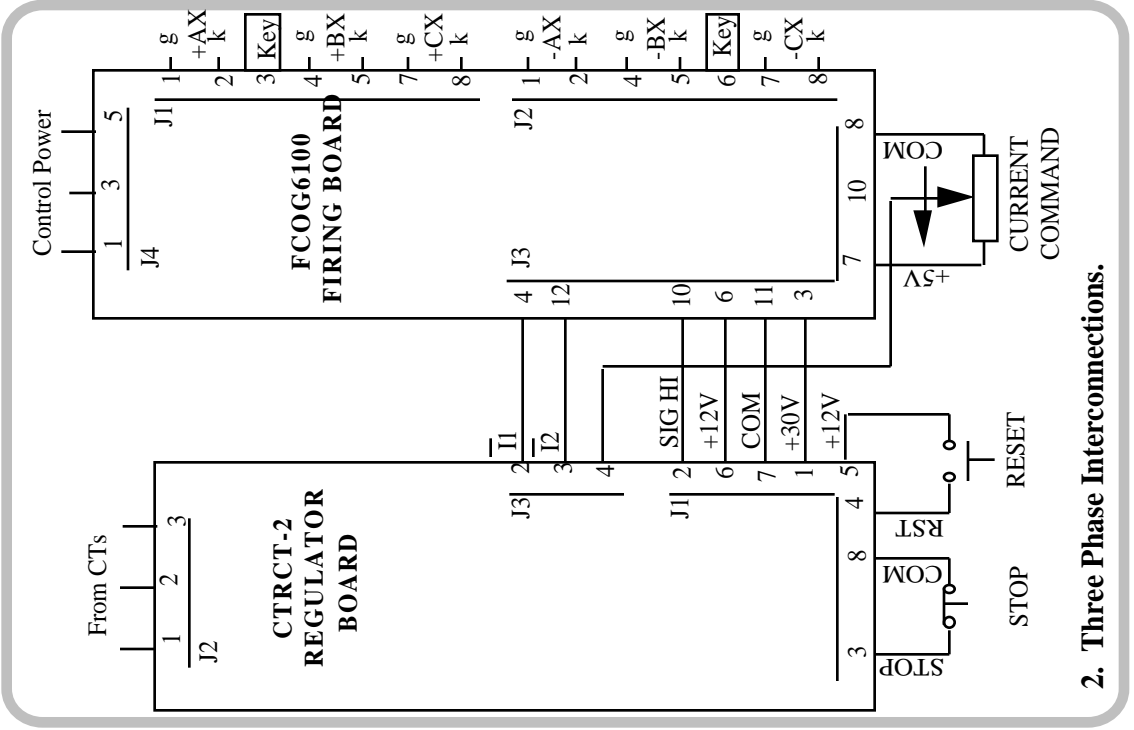 Control Power
1 3 5
J4
FCOG6100
FIRING BOARD
J1
1 g
+AX
2 k
3 Key
4 g
+BX
5 k
7 g
+CX
8 k
J2
1 g
-AX
2 k
4 g
-BX
5 k
6 Key
7 g
-CX
8 k
J3
4
12
10
6
11
3
7 10 8
+5V
COM
CURRENT
COMMAND
From CTs
1 2 3
J2
CTRCT-2
REGULATOR
BOARD
J3
2 I1
3 I2
4
J1
2 SIG HI
6 +12V
7 COM
1 +30V
5 +12V
3 8 4
STOP
COM
RST
STOP
RESET
2. Three Phase Interconnections.